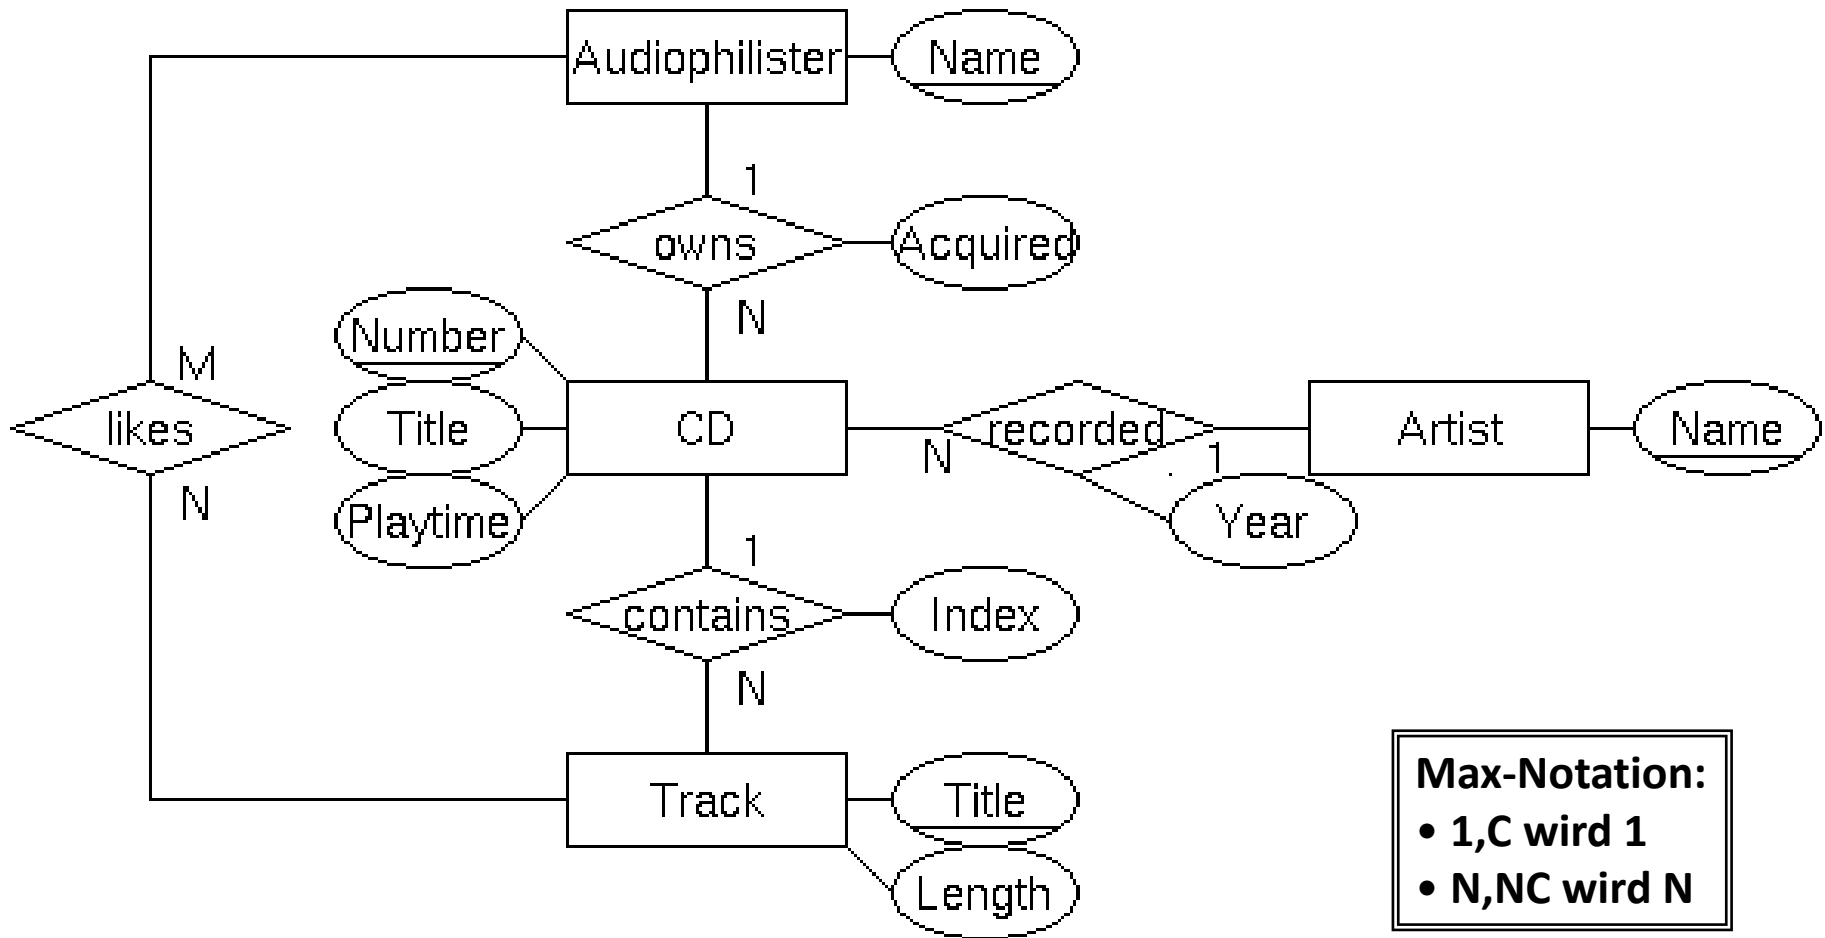 Audiophilister
Name
1
owns
Acquired
N
Number
M
likes
Title
CD
recorded
Artist
Name
N
1
N
Playtime
Year
1
contains
Index
N
Track
Title
Length
Max-Notation:
• 1,C wird 1
• N,NC wird N